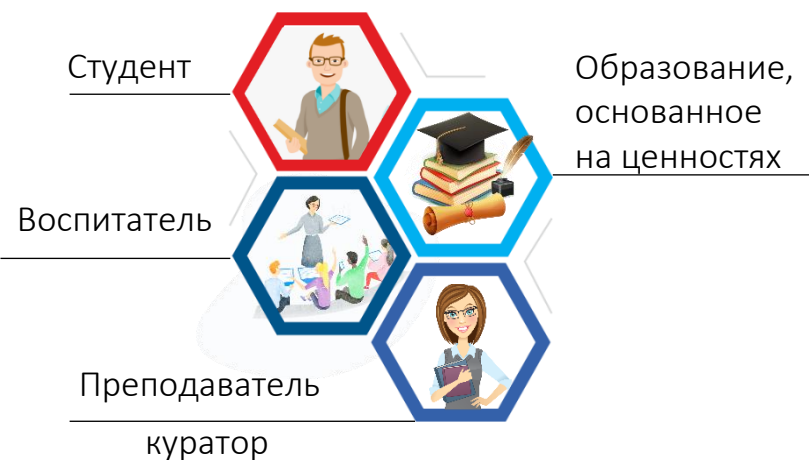 Студент
Образование,
основанное
на ценностях
Воспитатель
Преподаватель
куратор